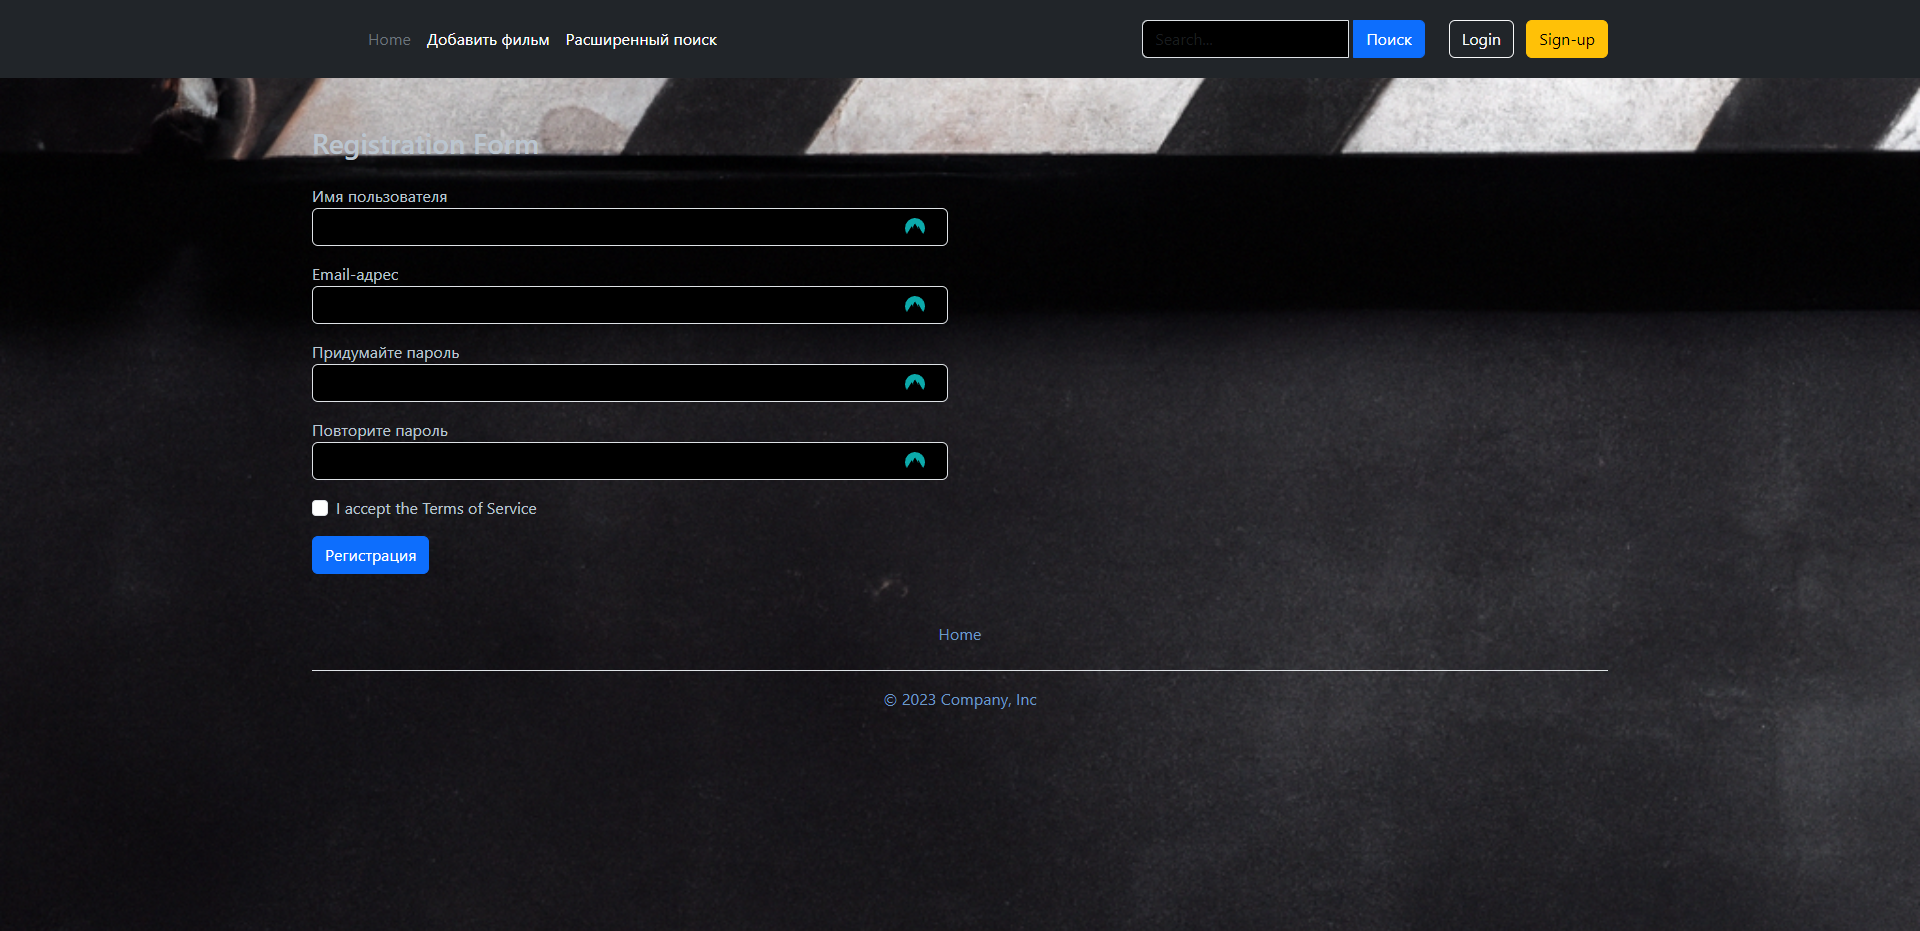 Home Добавить фильм Расширенный поиск Search... Поиск Login Sign-up
Registration Form
Имя пользователя
Email-адрес
Придумайте пароль
Повторите пароль
I accept the Terms of Service
Регистрация
Home
© 2023 Company, Inc